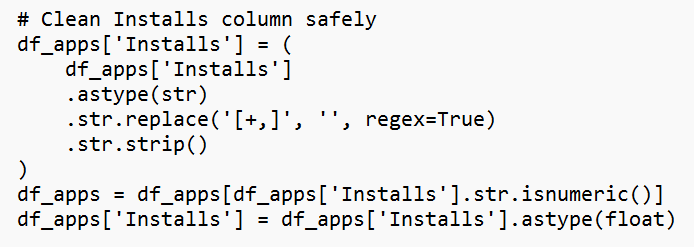 # Clean Installs column safely
df_apps['Installs'] = (
    df_apps['Installs']
    .astype(str)
    .str.replace('[+,]', '', regex=True)
    .str.strip()
)
df_apps = df_apps[df_apps['Installs'].str.isnumeric()]
df_apps['Installs'] = df_apps['Installs'].astype(float)